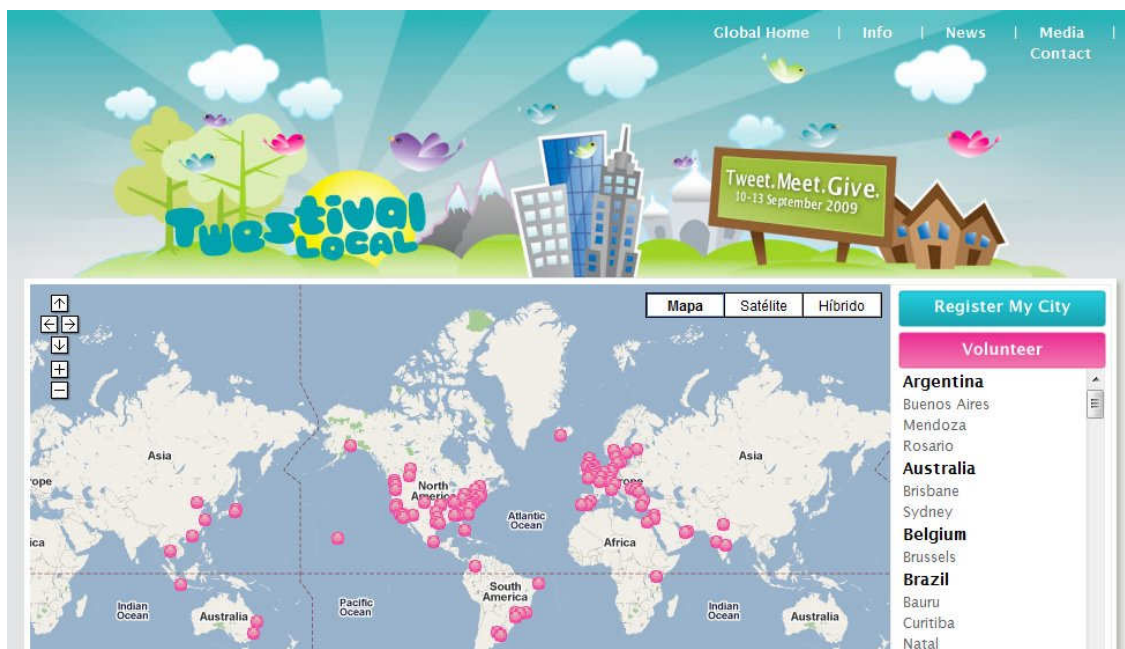 Global Home | Info | News | Media |
Contact
Twestival
LOCAL
Tweet.Meet.Give.
10-13 September 2009
Mapa
Satélite
Híbrido
Register My City
Volunteer
Argentina
Buenos Aires
Mendoza
Rosario
Australia
Brisbane
Sydney
Belgium
Brussels
Brazil
Bauru
Curitiba
Natal
Asia
North
America
Atlantic
Ocean
Africa
Asia
South
America
Indian
Ocean
Australia
Pacific
Ocean
Indian
Ocean
Australia